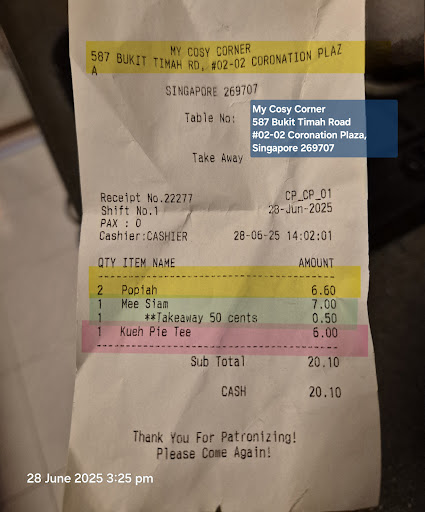 MY COSY CORNER
587 BUKIT TIMAH RD, #02-02 CORONATION PLAZ
A
SINGAPORE 269707
Table No:
My Cosy Corner
587 Bukit Timah Road
#02-02 Coronation Plaza,
Singapore 269707
Take Away
Receipt No.22277 CP_CP_01
Shift No.1 28-Jun-2025
PAX : 0
Cashier:CASHIER 28-06-25 14:02:01
QTY ITEM NAME AMOUNT
2 Popiah 6.60
1 Mee Siam 7.00
1 **Takeaway 50 cents 0.50
1 Kueh Pie Tee 6.00
Sub Total 20.10
CASH 20.10
Thank You For Patronizing!
Please Come Again!
28 June 2025 3:25 pm